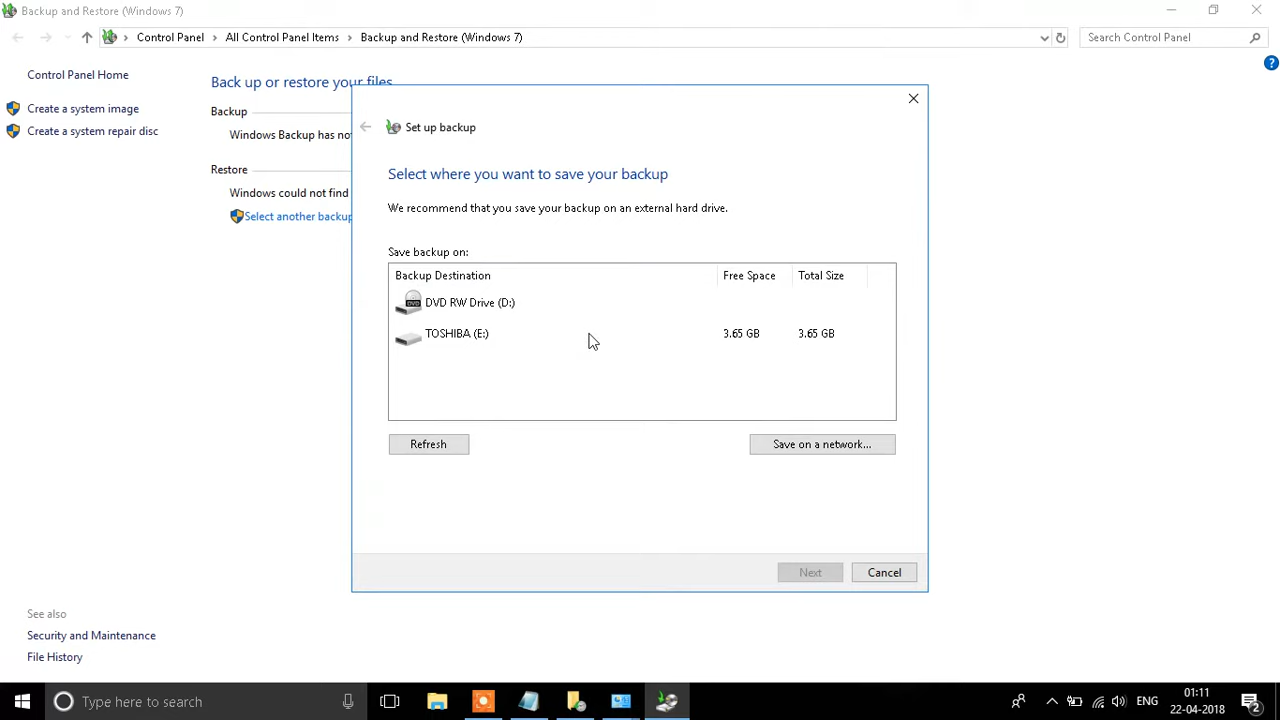 Backup and Restore (Windows 7)
Control Panel > All Control Panel Items > Backup and Restore (Windows 7)
Search Control Panel
Control Panel Home
Create a system image
Create a system repair disc
Back up or restore your files
Backup
Windows Backup has no
Restore
Windows could not find
Select another backup
Set up backup
Select where you want to save your backup
We recommend that you save your backup on an external hard drive.
Save backup on:
Backup Destination Free Space Total Size
DVD RW Drive (D:)
TOSHIBA (E:) 3.65 GB 3.65 GB
Refresh
Save on a network...
Next
Cancel
See also
Security and Maintenance
File History
Type here to search
ENG
01:11
22-04-2018
2